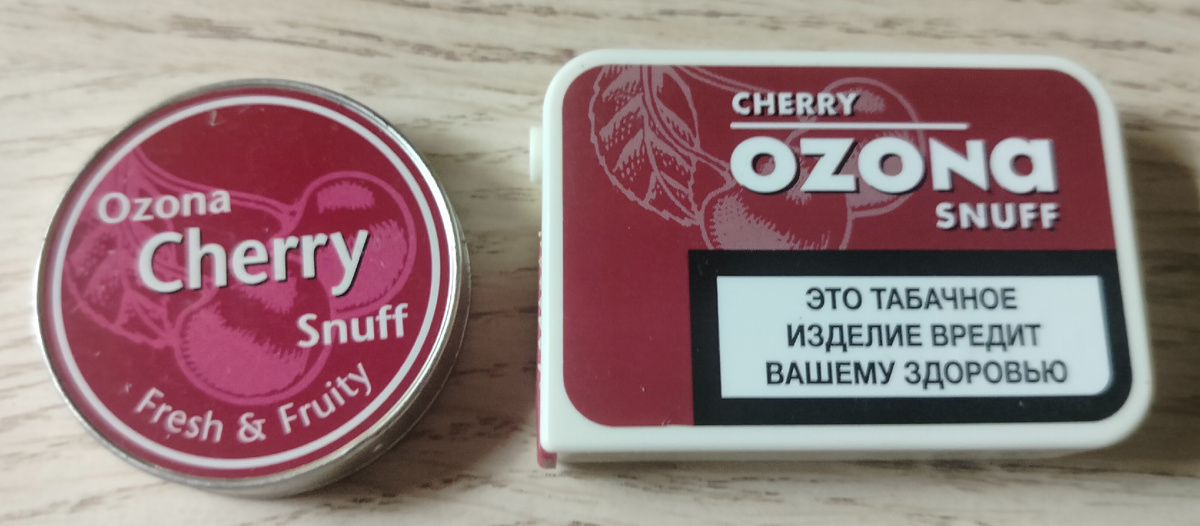 Ozona
Cherry
Snuff
Fresh & Fruity
CHERRY
OZONa
SNUFF
ЭТО ТАБАЧНОЕ
ИЗДЕЛИЕ ВРЕДИТ
ВАШЕМУ ЗДОРОВЬЮ